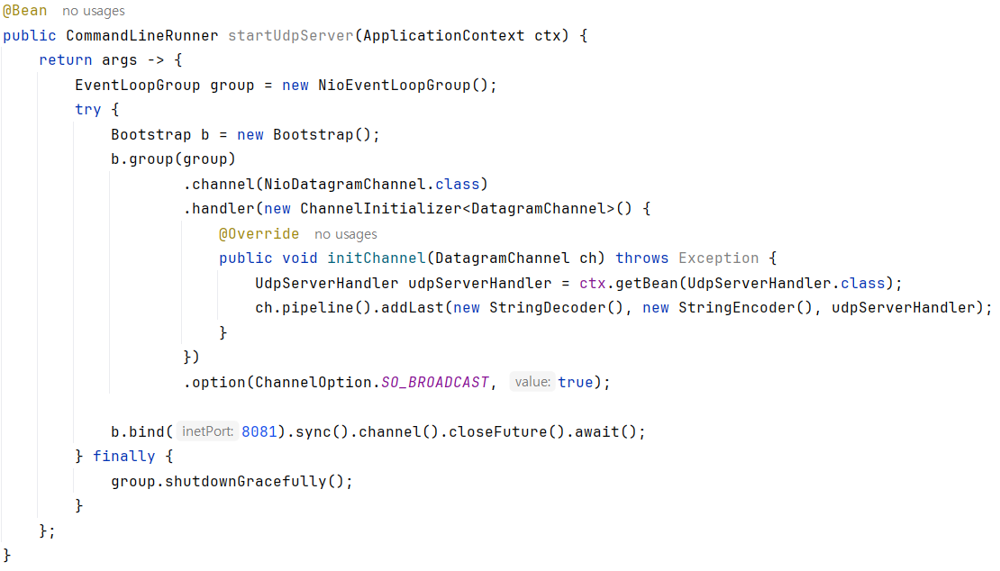 @Bean no usages
public CommandLineRunner startUdpServer(ApplicationContext ctx) {
    return args -> {
        EventLoopGroup group = new NioEventLoopGroup();
        try {
            Bootstrap b = new Bootstrap();
            b.group(group)
                    .channel(NioDatagramChannel.class)
                    .handler(new ChannelInitializer<DatagramChannel>() {
                        @Override no usages
                        public void initChannel(DatagramChannel ch) throws Exception {
                            UdpServerHandler udpServerHandler = ctx.getBean(UdpServerHandler.class);
                            ch.pipeline().addLast(new StringDecoder(), new StringEncoder(), udpServerHandler);
                        }
                    })
                    .option(ChannelOption.SO_BROADCAST, value: true);
            b.bind( inetPort: 8081).sync().channel().closeFuture().await();
        } finally {
            group.shutdownGracefully();
        }
    };
}